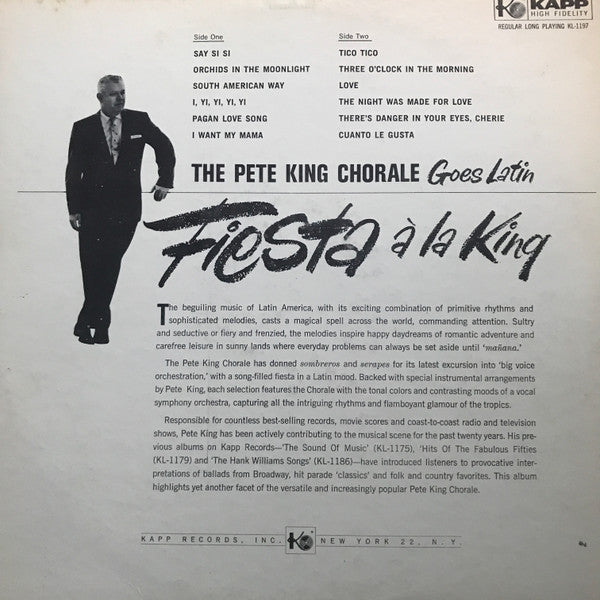 KAPP
HIGH FIDELITY
REGULAR LONG PLAYING KL-1197
Side One
SAY SI SI
ORCHIDS IN THE MOONLIGHT
SOUTH AMERICAN WAY
I, YI, YI, YI, YI
PAGAN LOVE SONG
I WANT MY MAMA
Side Two
TICO TICO
THREE O'CLOCK IN THE MORNING
LOVE
THE NIGHT WAS MADE FOR LOVE
THERE'S DANGER IN YOUR EYES, CHERIE
CUANTO LE GUSTA
THE PETE KING CHORALE Goes Latin
Fiesta à la King
The beguiling music of Latin America, with its exciting combination of primitive rhythms and
sophisticated melodies, casts a magical spell across the world, commanding attention. Sultry
and seductive or fiery and frenzied, the melodies inspire happy daydreams of romantic adventure and
carefree leisure in sunny lands where everyday problems can always be set aside until 'mañana.'
The Pete King Chorale has donned sombreros and serapes for its latest excursion into 'big voice
orchestration,' with a song-filled fiesta in a Latin mood. Backed with special instrumental arrangements
by Pete King, each selection features the Chorale with the tonal colors and contrasting moods of a vocal
symphony orchestra, capturing all the intriguing rhythms and flamboyant glamour of the tropics.
Responsible for countless best-selling records, movie scores and coast-to-coast radio and television
shows, Pete King has been actively contributing to the musical scene for the past twenty years. His pre-
vious albums on Kapp Records—'The Sound Of Music' (KL-1175), 'Hits Of The Fabulous Fifties
(KL-1179) and 'The Hank Williams Songs' (KL-1186)—have introduced listeners to provocative inter-
pretations of ballads from Broadway, hit parade 'classics' and folk and country favorites. This album
highlights yet another facet of the versatile and increasingly popular Pete King Chorale.
KAPP RECORDS, INC. K NEW YORK 22, N.Y.
2